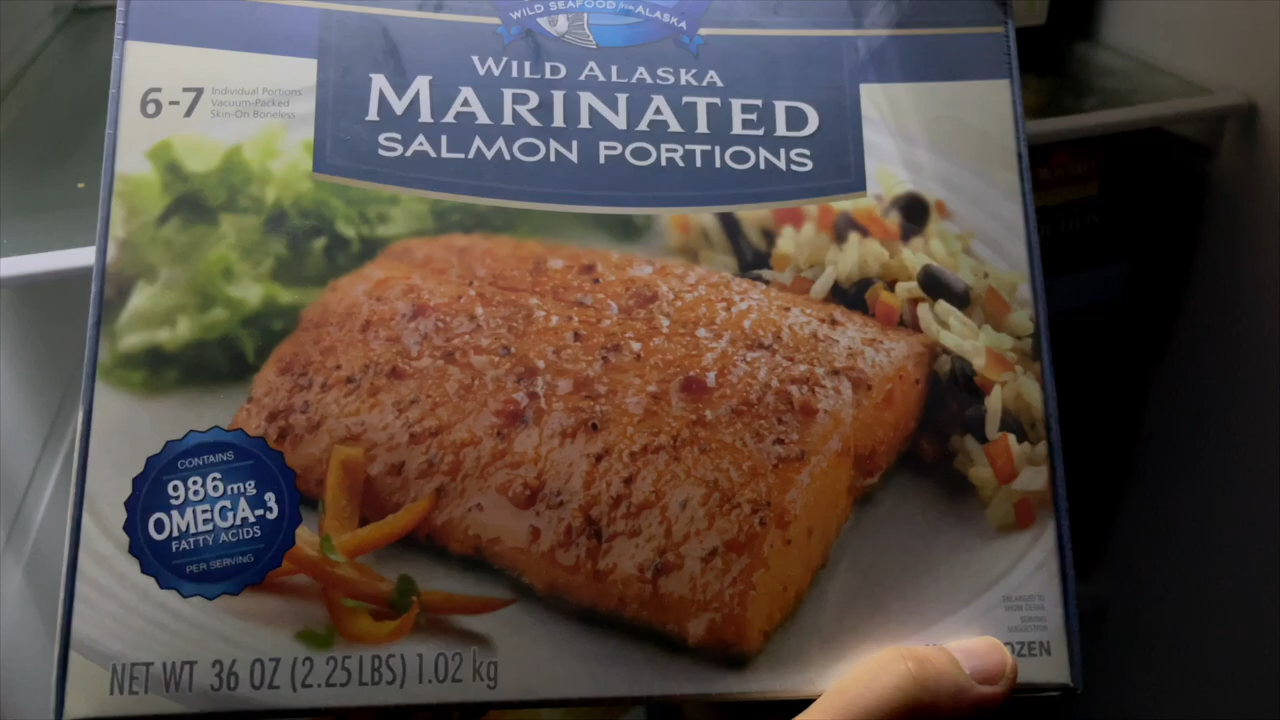 WILD SEAFOOD from ALASKA
WILD ALASKA
MARINATED
SALMON PORTIONS
6-7 Individual Portions
Vacuum-Packed
Skin-On Boneless
CONTAINS
986mg
OMEGA-3
FATTY ACIDS
PER SERVING
ENLARGED TO
SHOW DETAIL
SERVING
SUGGESTION
OZEN
NET WT 36 OZ (2.25 LBS) 1.02 kg